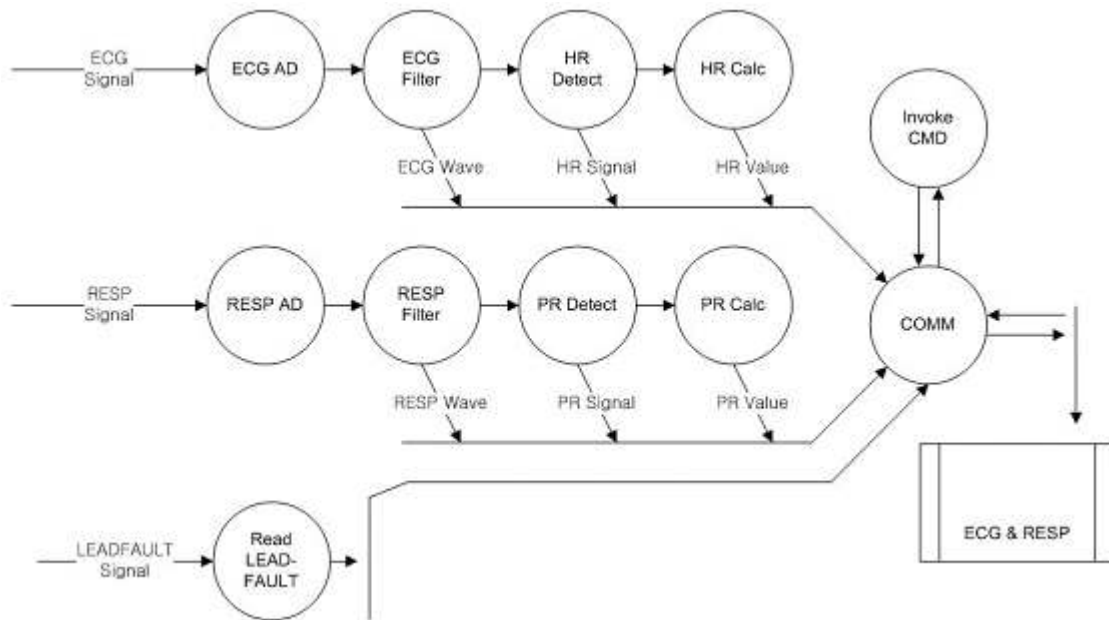 ECG
Signal
ECG AD
ECG
Filter
HR
Detect
HR Calc
Invoke
CMD
ECG Wave
HR Signal
HR Value
RESP
Signal
RESP AD
RESP
Filter
PR Detect
PR Calc
COMM
RESP Wave
PR Signal
PR Value
LEADFAULT
Signal
Read
LEAD-
FAULT
ECG & RESP